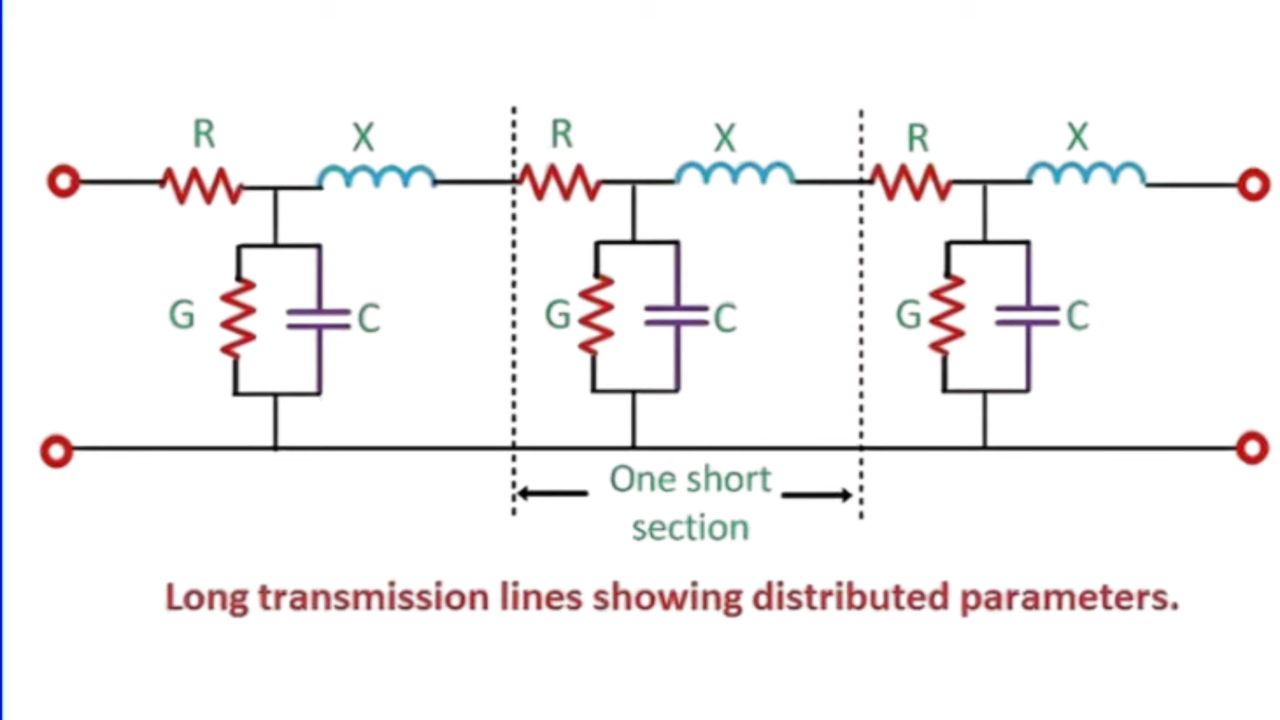 R X R X R X
G C G C G C
One short
section
Long transmission lines showing distributed parameters.